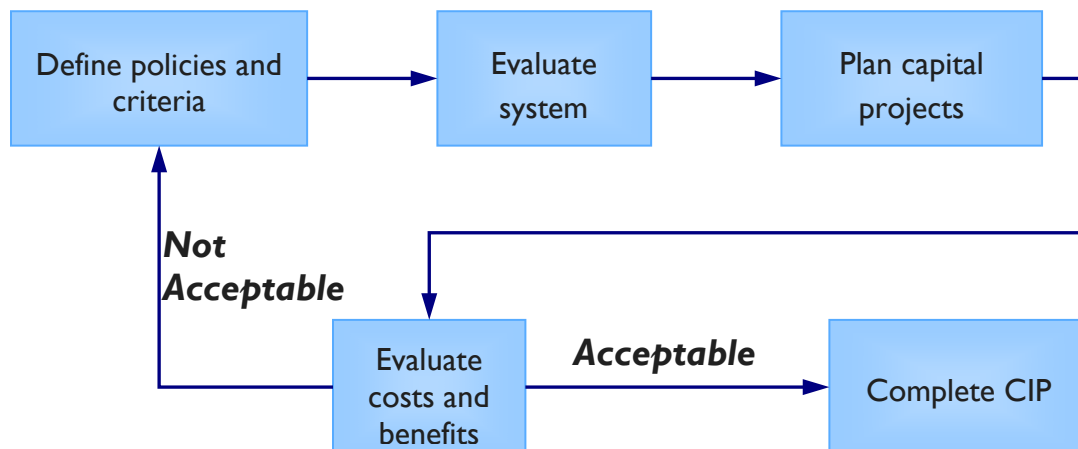 Define policies and
criteria
Evaluate
system
Plan capital
projects
Not
Acceptable
Evaluate
costs and
benefits
Acceptable
Complete CIP